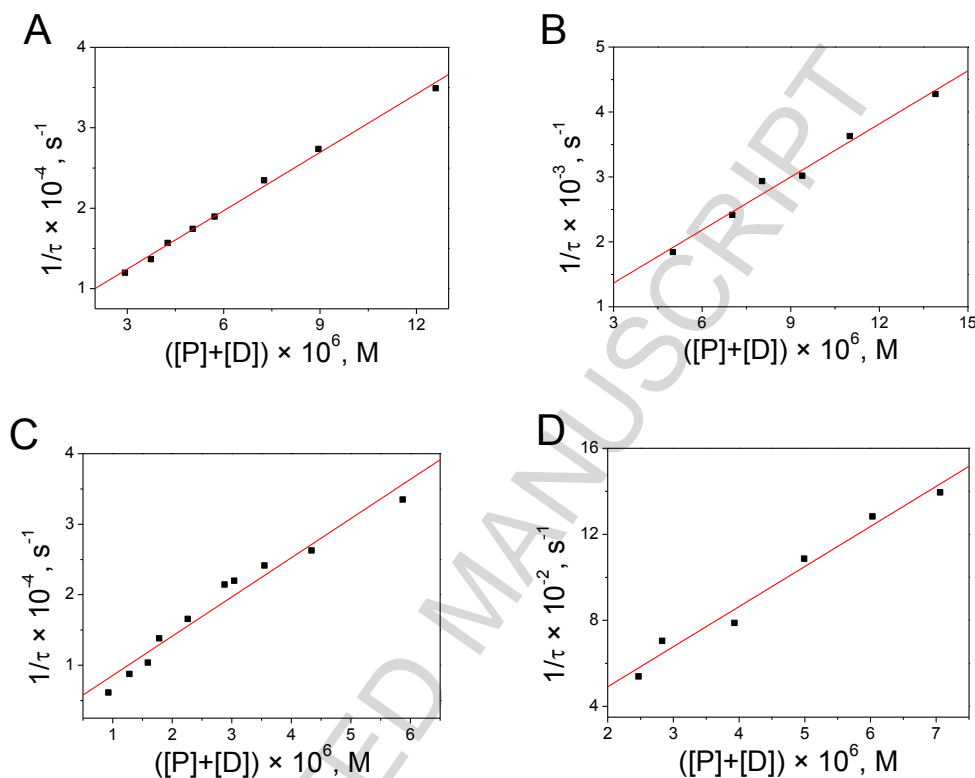 A
4
3
2
1
3 6 9 12
1/τ × 10⁻⁴, s⁻¹
([P]+[D]) × 10⁶, M
B
5
4
3
2
1
3 6 9 12 15
1/τ × 10⁻³, s⁻¹
([P]+[D]) × 10⁶, M
C
4
3
2
1
1 2 3 4 5 6
1/τ × 10⁻⁴, s⁻¹
([P]+[D]) × 10⁶, M
D
16
12
8
4
2 3 4 5 6 7
1/τ × 10⁻², s⁻¹
([P]+[D]) × 10⁶, M
TED MANUSCRIPT